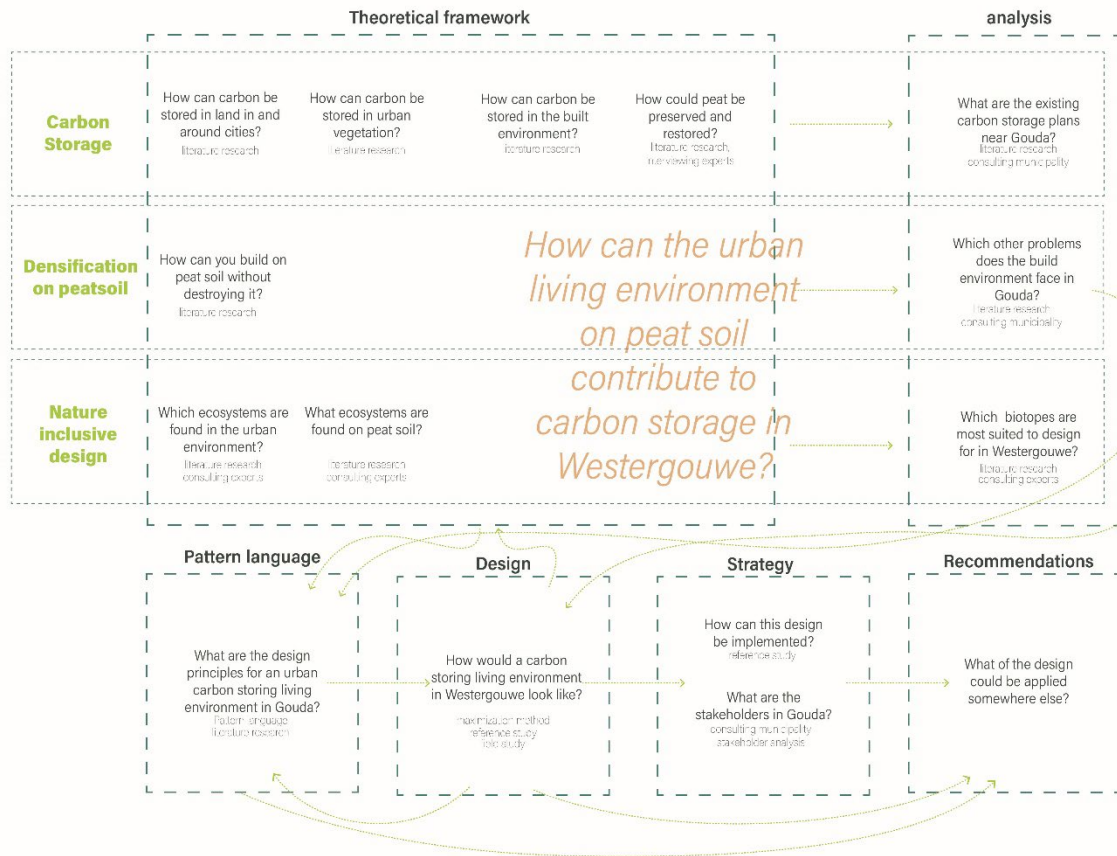 Theoretical framework
analysis
Carbon
Storage
How can carbon be
stored in land in and
around cities?
literature research
How can carbon be
stored in urban
vegetation?
literature research
How can carbon be
stored in the built
environment?
literature research
How could peat be
preserved and
restored?
literature research,
interviewing experts
What are the existing
carbon storage plans
near Gouda?
literature research
consulting municipality
Densification
on peatsoil
How can you build on
peat soil without
destroying it?
literature research
How can the urban
living environment
on peat soil
contribute to
carbon storage in
Westergouwe?
Which other problems
does the build
environment face in
Gouda?
literature research
consulting municipality
Nature
inclusive
design
Which ecosystems are
found in the urban
environment?
literature research
consulting experts
What ecosystems are
found on peat soil?
literature research
consulting experts
Which biotopes are
most suited to design
for in Westergouwe?
literature research
consulting experts
Pattern language
What are the design
principles for an urban
carbon storing living
environment in Gouda?
Pattern language
literature research
Design
How would a carbon
storing living environment
in Westergouwe look like?
maximization method
reference study
field study
Strategy
How can this design
be implemented?
reference study
What are the
stakeholders in Gouda?
consulting municipality
stakeholder analysis
Recommendations
What of the design
could be applied
somewhere else?